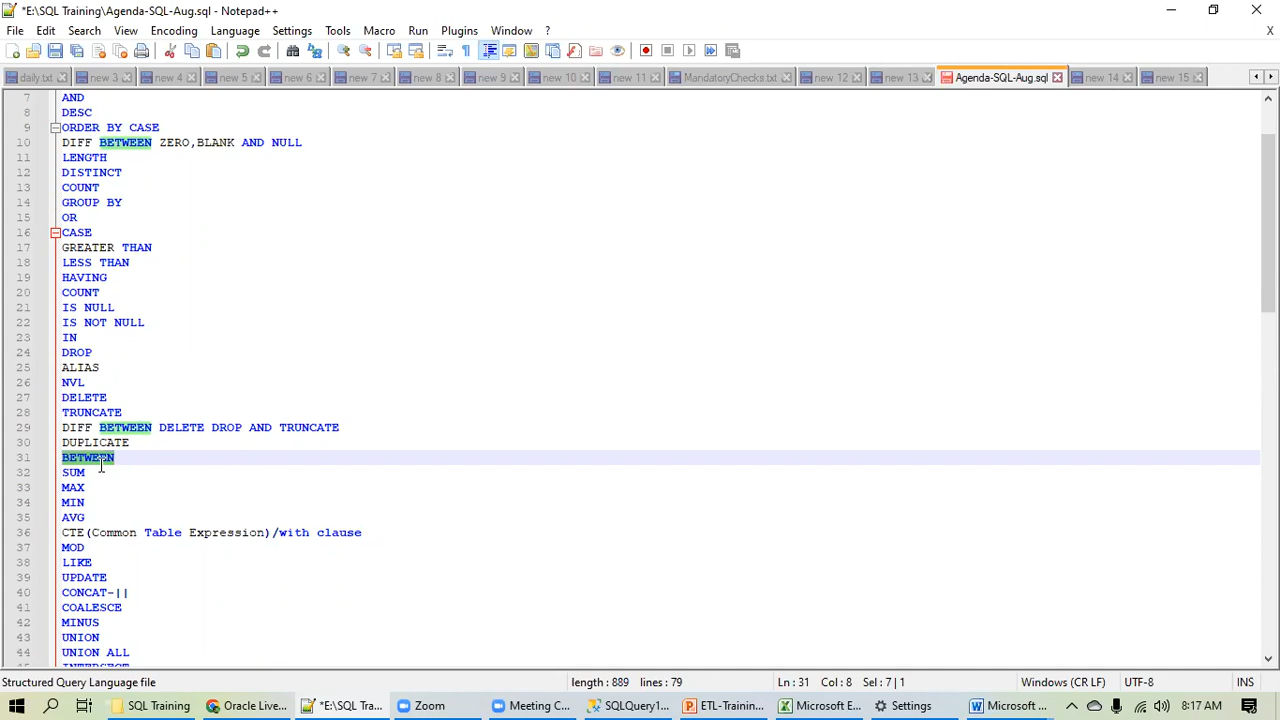 *E:\SQL Training\Agenda-SQL-Aug.sql - Notepad++
File Edit Search View Encoding Language Settings Tools Macro Run Plugins Window ? X
daily.txt new 3 new 4 new 5 new 6 new 7 new 8 new 9 new 10 new 11 MandatoryChecks.txt new 12 new 13 Agenda-SQL-Aug.sql new 14 new 15
7 AND
8 DESC
9 ORDER BY CASE
10 DIFF BETWEEN ZERO,BLANK AND NULL
11 LENGTH
12 DISTINCT
13 COUNT
14 GROUP BY
15 OR
16 CASE
17 GREATER THAN
18 LESS THAN
19 HAVING
20 COUNT
21 IS NULL
22 IS NOT NULL
23 IN
24 DROP
25 ALIAS
26 NVL
27 DELETE
28 TRUNCATE
29 DIFF BETWEEN DELETE DROP AND TRUNCATE
30 DUPLICATE
31 BETWEEN
32 SUM
33 MAX
34 MIN
35 AVG
36 CTE(Common Table Expression)/with clause
37 MOD
38 LIKE
39 UPDATE
40 CONCAT-||
41 COALESCE
42 MINUS
43 UNION
44 UNION ALL
45 INTERSECT
Structured Query Language file length : 889 lines : 79 Ln : 31 Col : 8 Sel : 7 | 1 Windows (CR LF) UTF-8 INS
SQL Training Oracle Live... *E:\SQL Tra... Zoom Meeting C... SQLQuery1... ETL-Trainin... Microsoft E... Settings Microsoft ... 8:17 AM